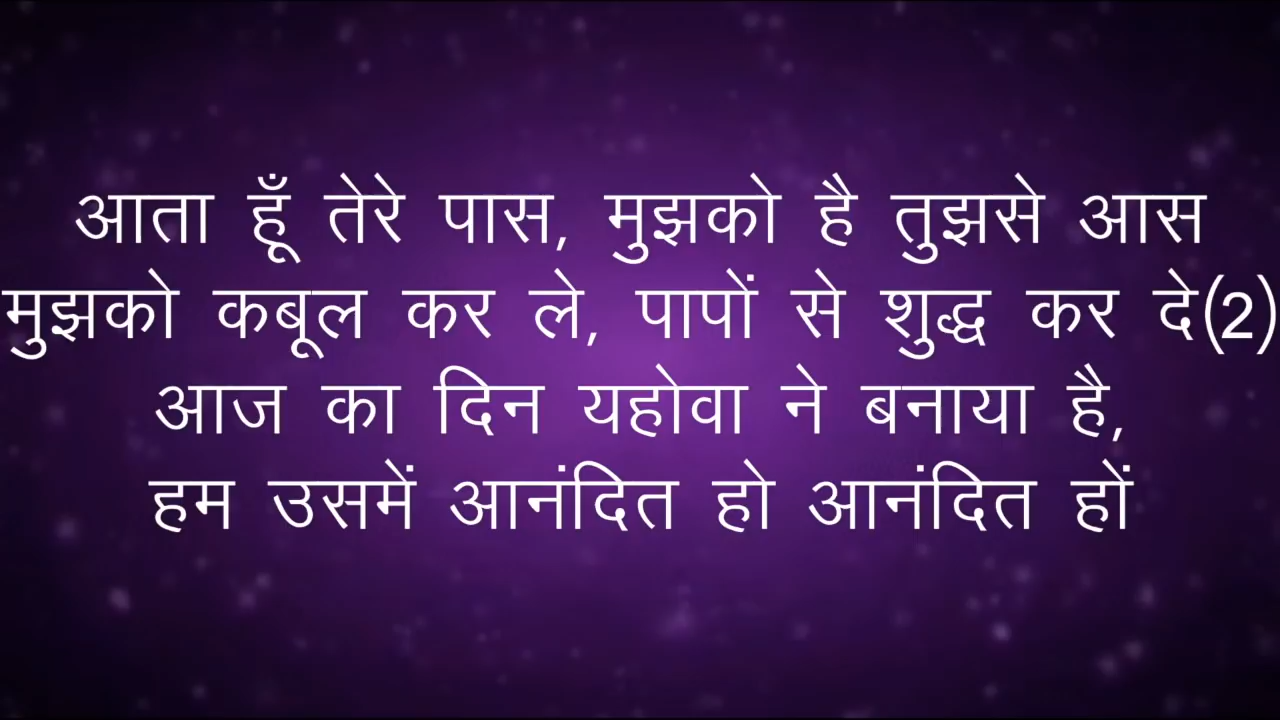 आता हूँ तेरे पास, मुझको है तुझसे आस
मुझको कबूल कर ले, पापों से शुद्ध कर दे(2)
आज का दिन यहोवा ने बनाया है,
हम उसमें आनंदित हो आनंदित हों